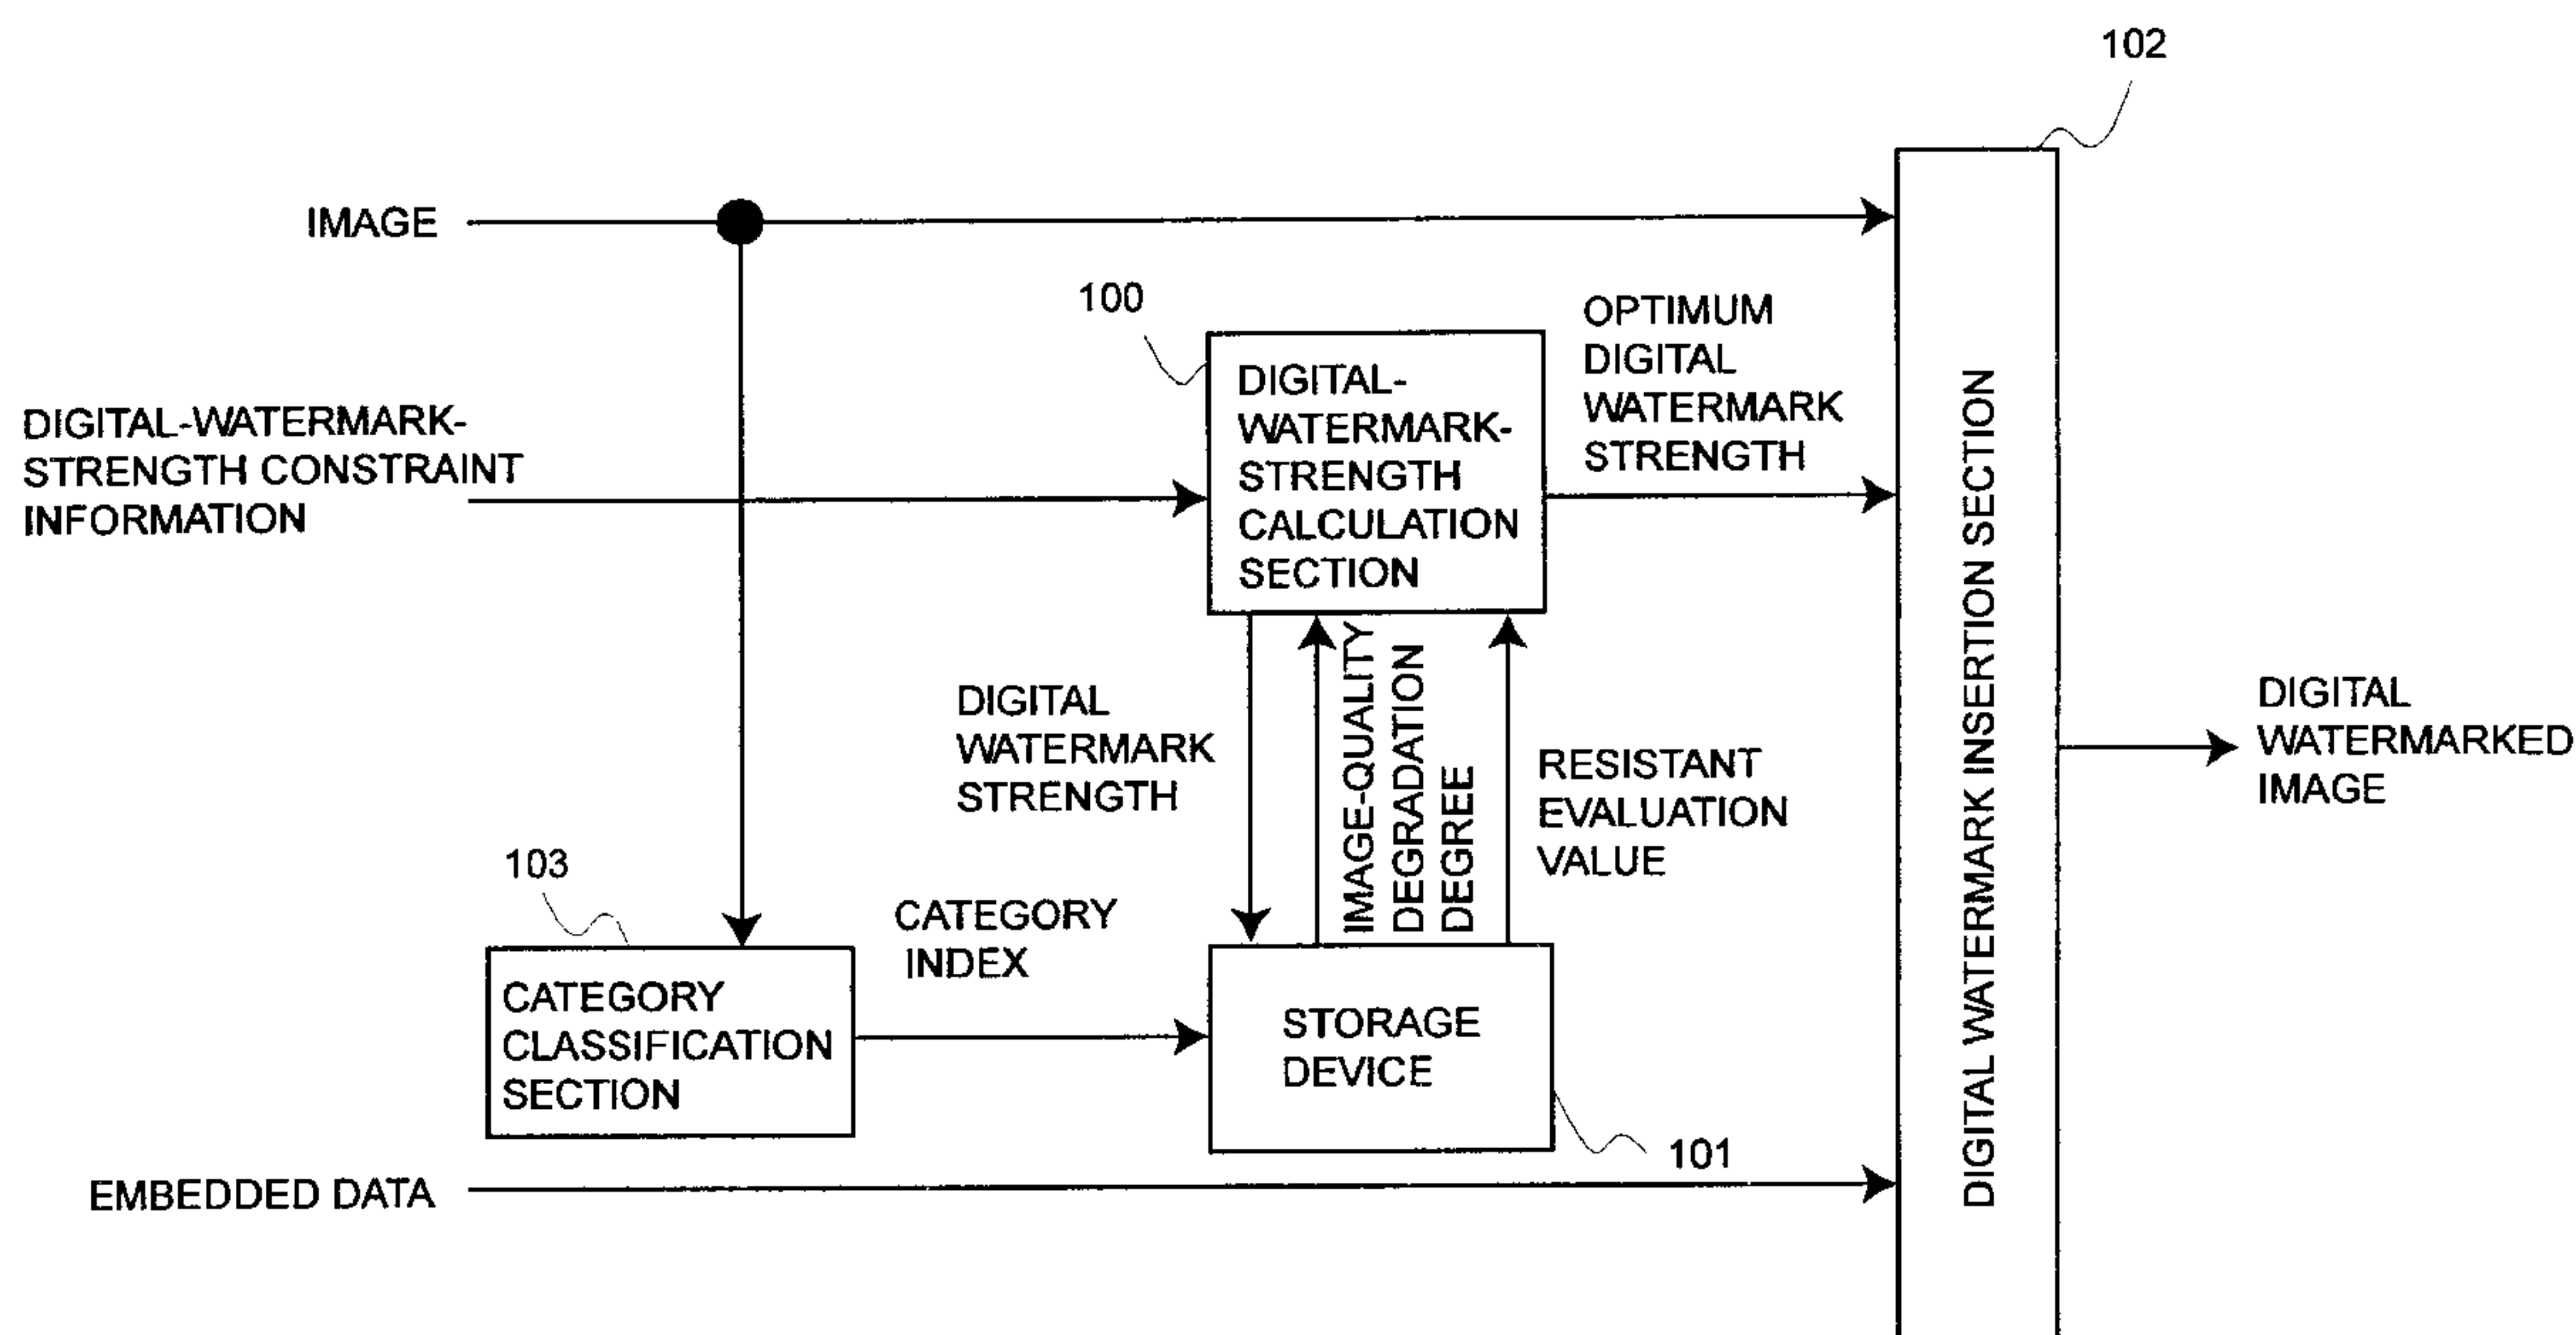 102
IMAGE
100
OPTIMUM
DIGITAL
WATERMARK
STRENGTH
DIGITAL-
WATERMARK-
STRENGTH
CALCULATION
SECTION
DIGITAL-WATERMARK-
STRENGTH CONSTRAINT
INFORMATION
DIGITAL WATERMARK INSERTION SECTION
DIGITAL
WATERMARK
STRENGTH
IMAGE-QUALITY
DEGRADATION
DEGREE
RESISTANT
EVALUATION
VALUE
DIGITAL
WATERMARKED
IMAGE
103
CATEGORY
INDEX
CATEGORY
CLASSIFICATION
SECTION
STORAGE
DEVICE
101
EMBEDDED DATA